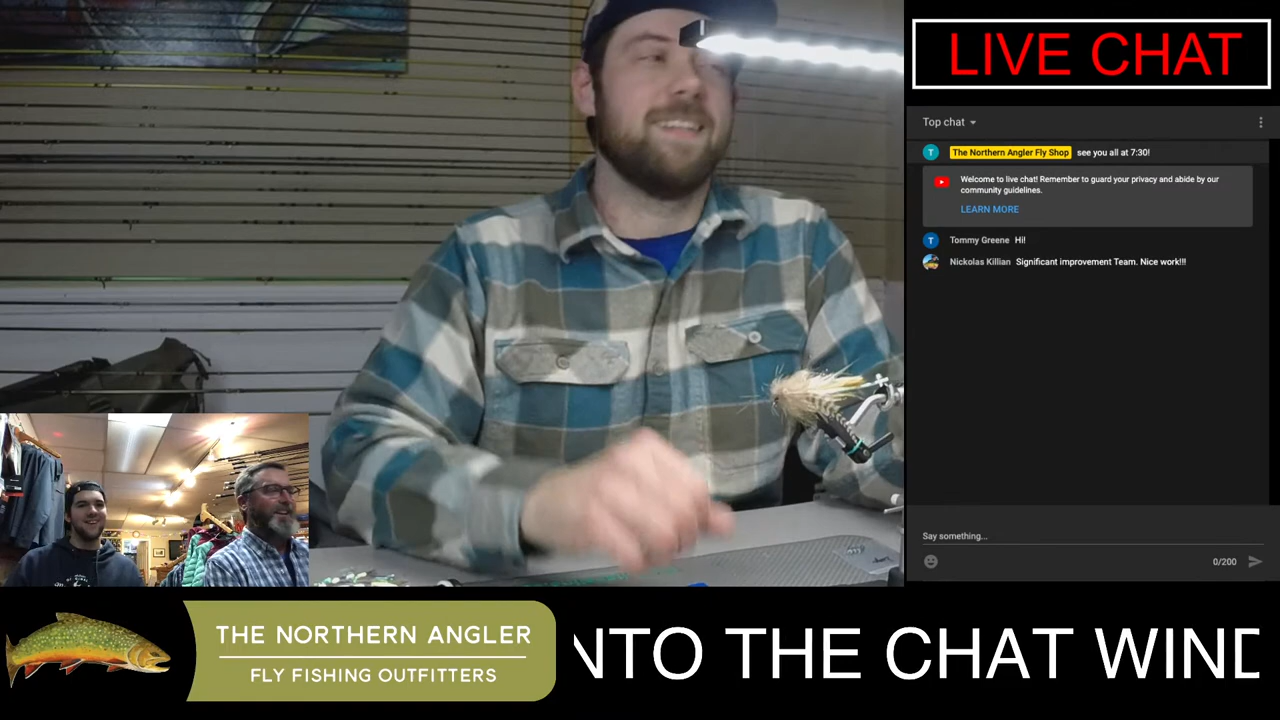 LIVE CHAT
Top chat
T The Northern Angler Fly Shop see you all at 7:30!
Welcome to live chat! Remember to guard your privacy and abide by our
community guidelines.
LEARN MORE
T Tommy Greene Hi!
Nickolas Killian Significant improvement Team. Nice work!!!
Say something...
0/200
THE NORTHERN ANGLER
FLY FISHING OUTFITTERS
NTO THE CHAT WIND